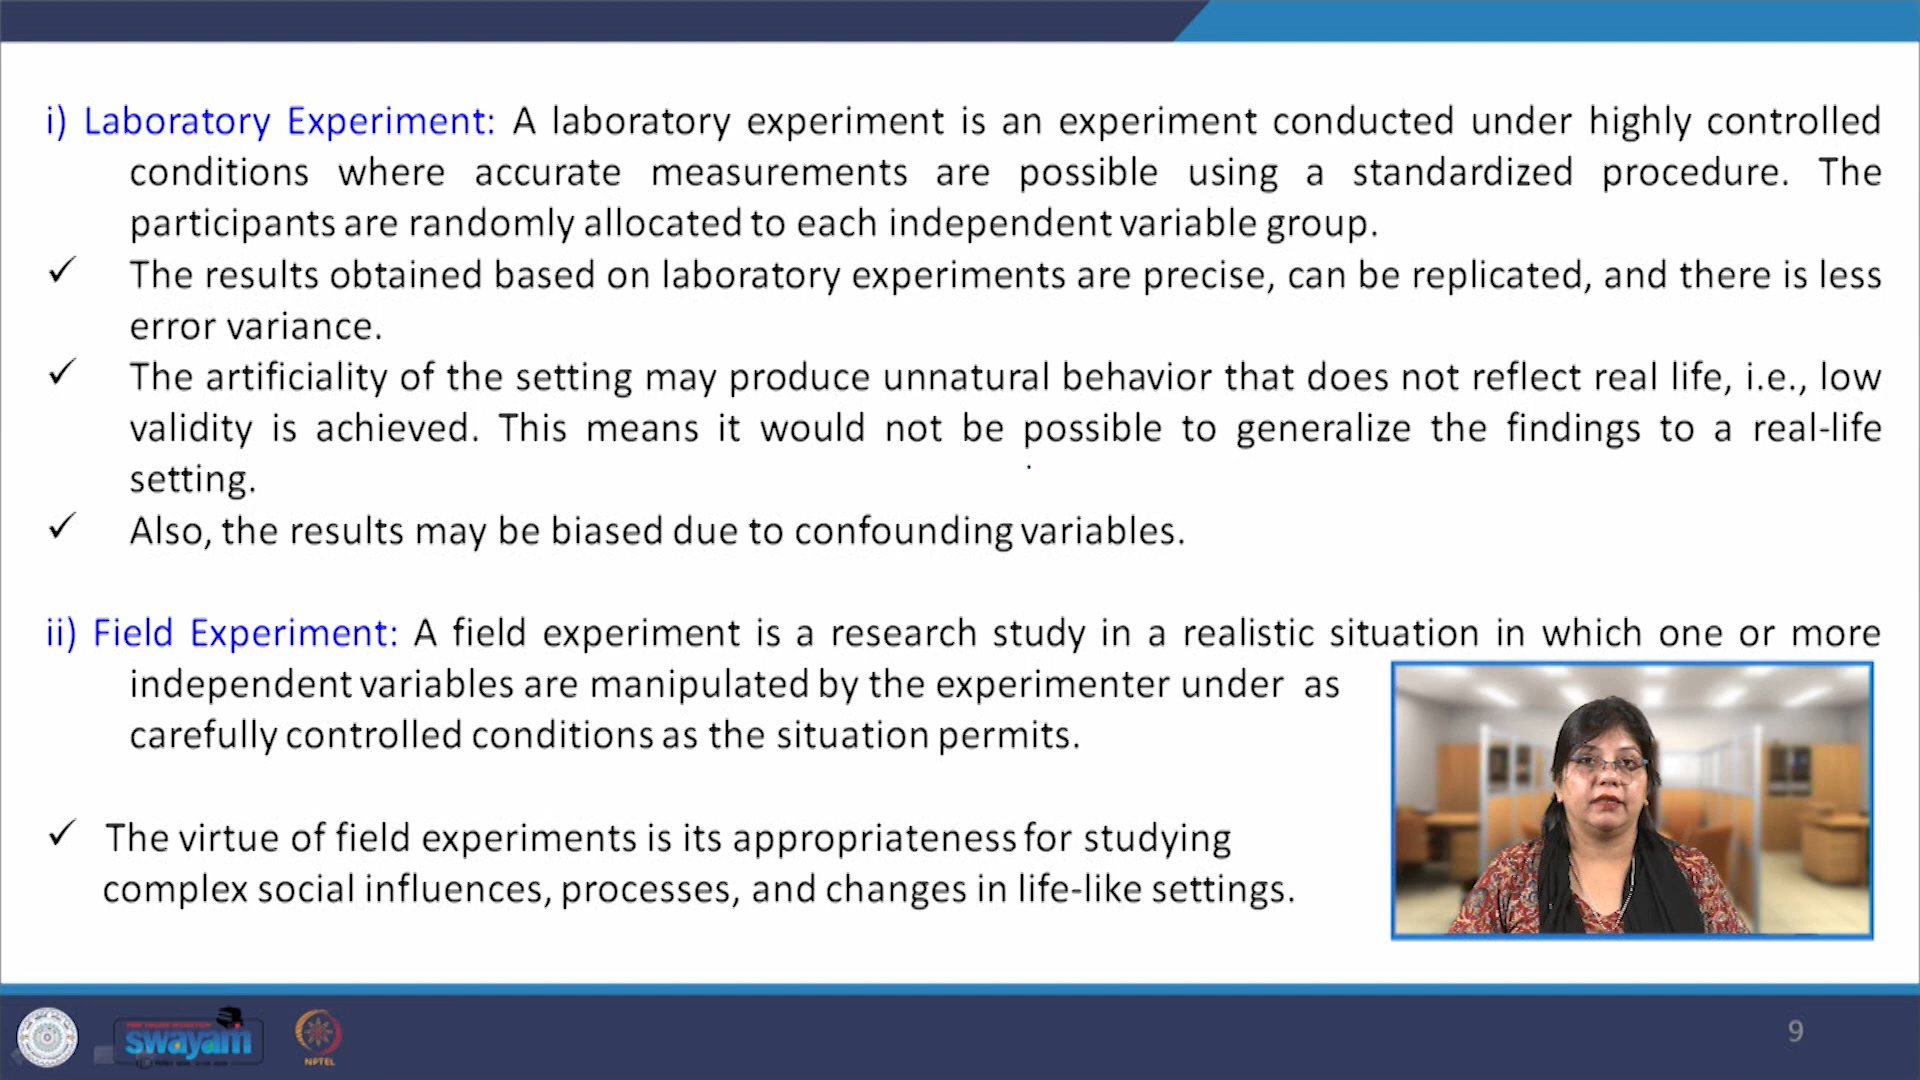 i) Laboratory Experiment: A laboratory experiment is an experiment conducted under highly controlled
conditions where accurate measurements are possible using a standardized procedure. The
participants are randomly allocated to each independent variable group.
✓ The results obtained based on laboratory experiments are precise, can be replicated, and there is less
error variance.
✓ The artificiality of the setting may produce unnatural behavior that does not reflect real life, i.e., low
validity is achieved. This means it would not be possible to generalize the findings to a real-life
setting.
✓ Also, the results may be biased due to confounding variables.
ii) Field Experiment: A field experiment is a research study in a realistic situation in which one or more
independent variables are manipulated by the experimenter under as
carefully controlled conditions as the situation permits.
✓ The virtue of field experiments is its appropriateness for studying
complex social influences, processes, and changes in life-like settings.
swayam
NPTEL
9